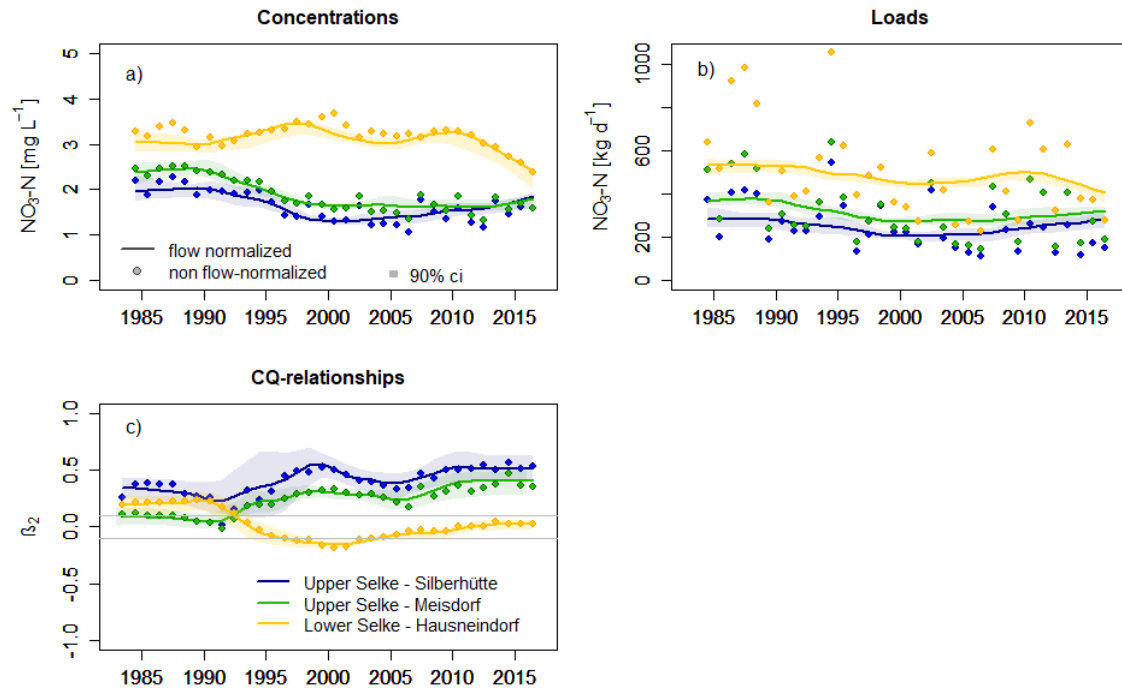 Concentrations
a)
NO₃−N [mg L⁻¹]
5
4
3
2
1
0
flow normalized
non flow-normalized
90% ci
1985 1990 1995 2000 2005 2010 2015
Loads
b)
NO₃−N [kg d⁻¹]
1000
600
200
0
1985 1990 1995 2000 2005 2010 2015
CQ-relationships
c)
ß₂
1.0
0.5
0.0
-0.5
-1.0
Upper Selke - Silberhütte
Upper Selke - Meisdorf
Lower Selke - Hausneindorf
1985 1990 1995 2000 2005 2010 2015